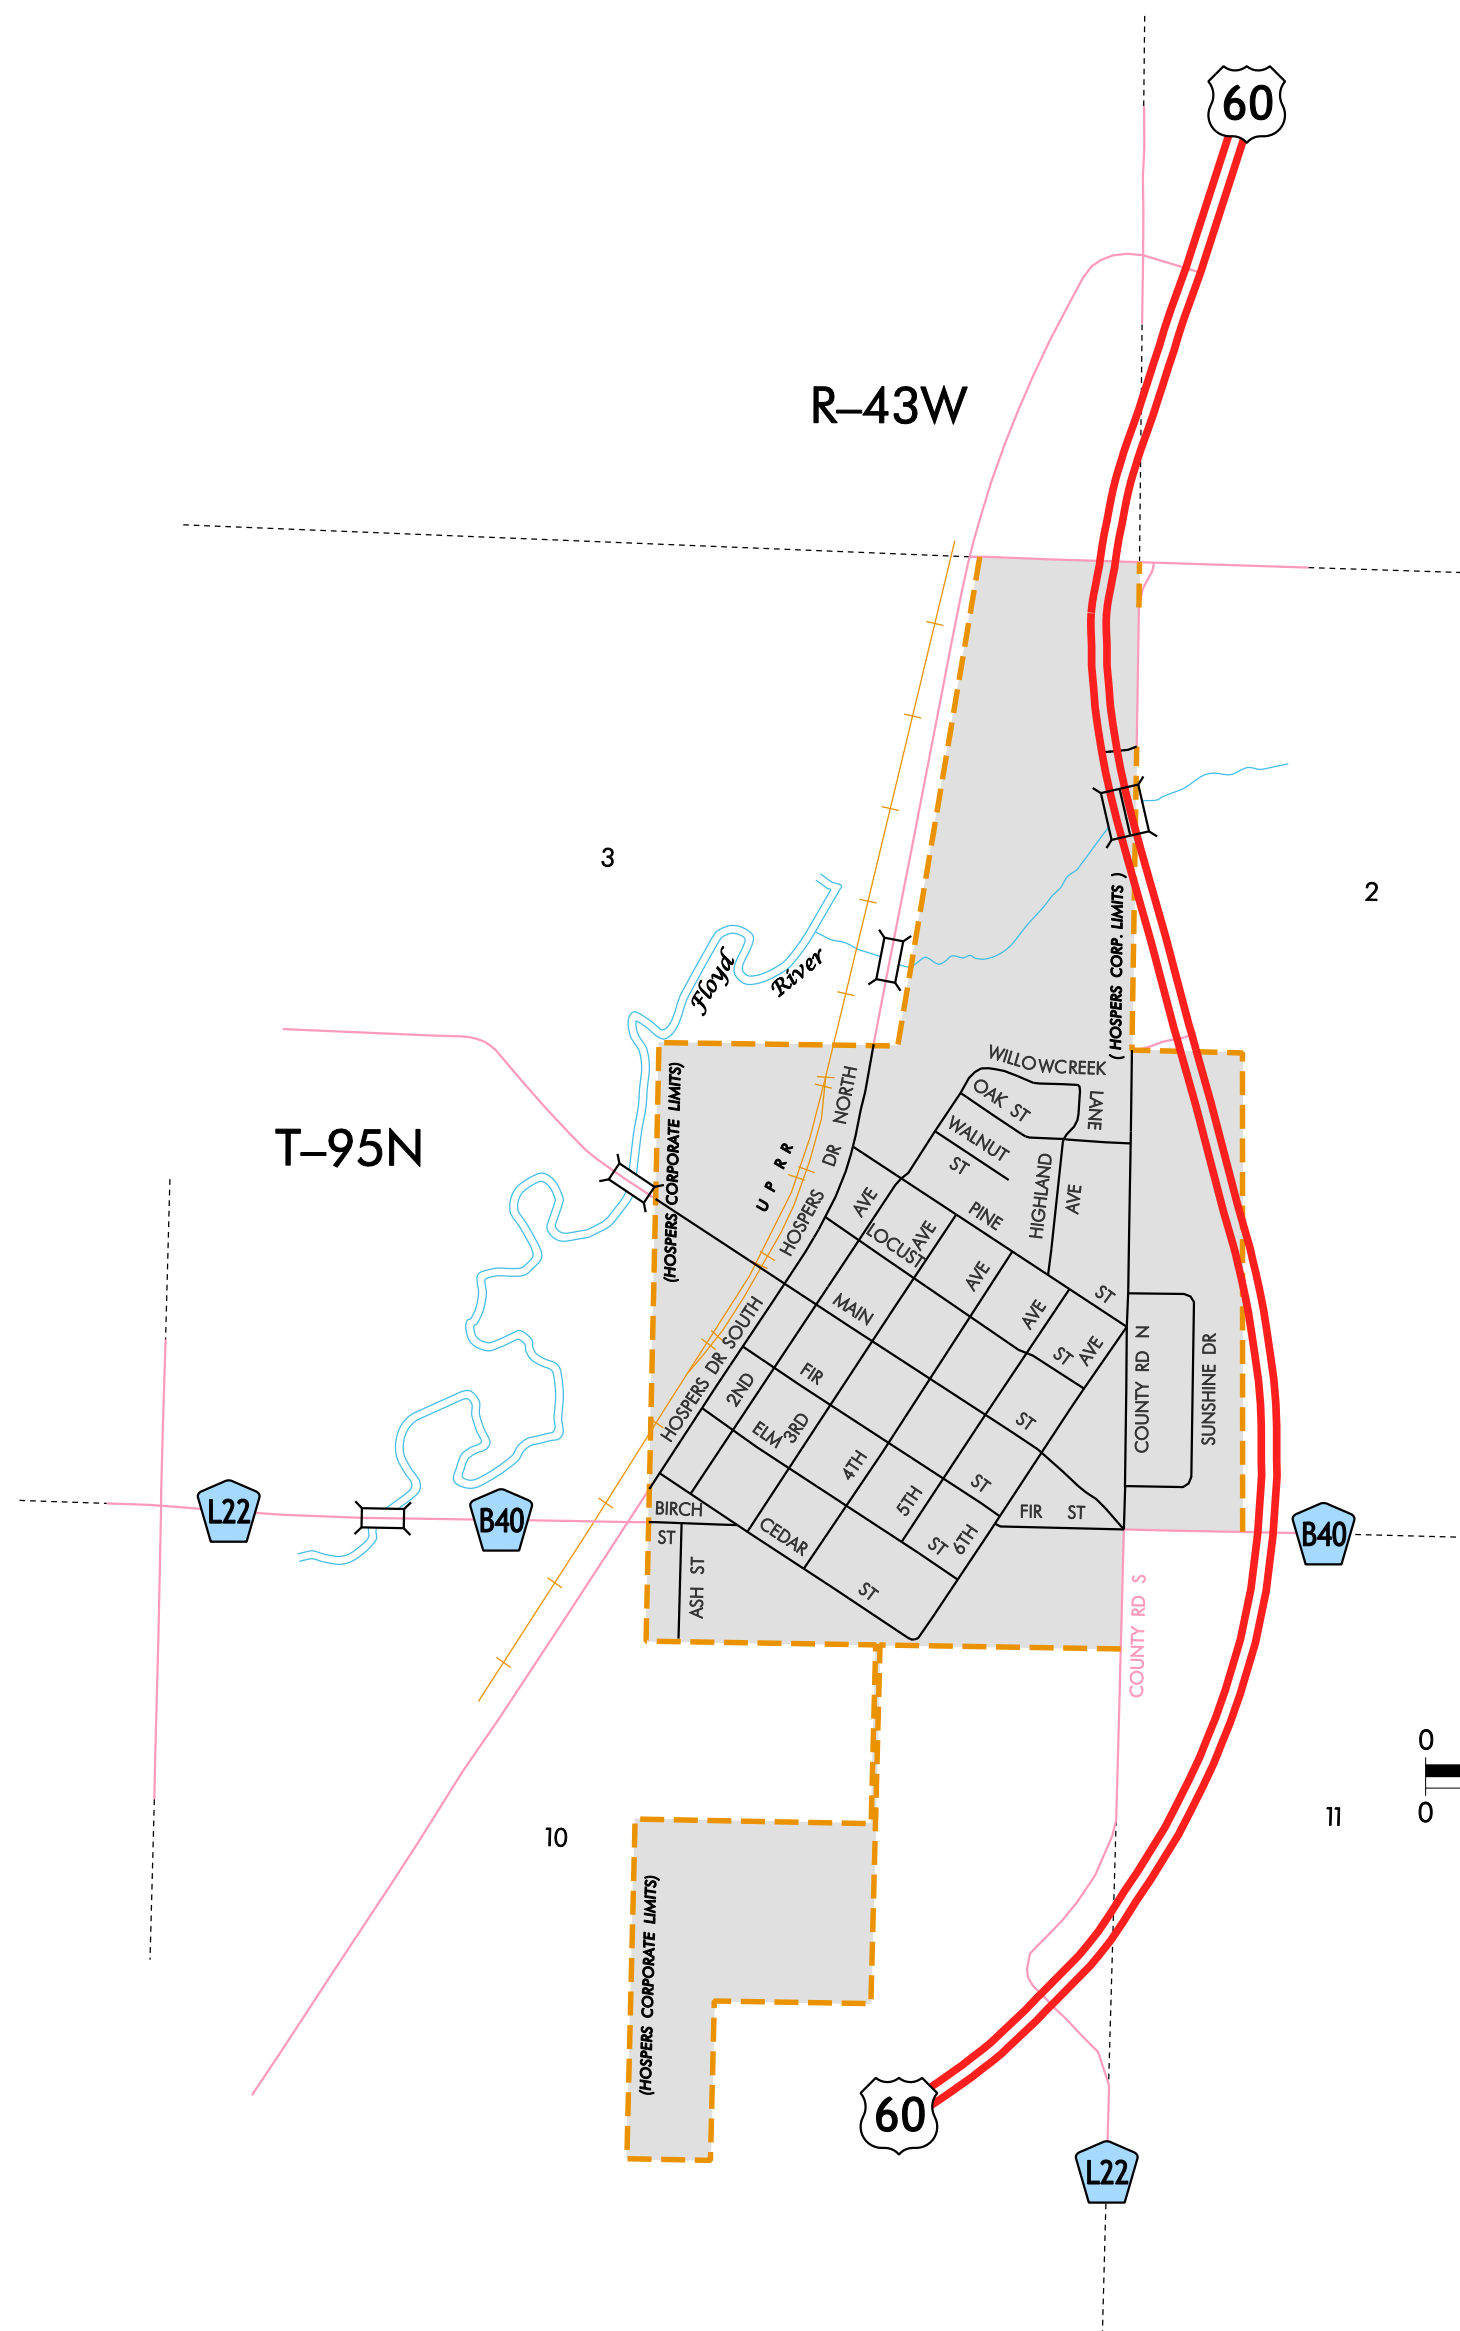 60
R–43W
3
2
( HOSPERS CORP. LIMITS )
Floyd River
T–95N
(HOSPERS CORPORATE LIMITS)
U P R R
HOSPERS DR NORTH
WILLOWCREEK LANE
OAK ST
WALNUT ST
HIGHLAND AVE
PINE ST
LOCUST ST
MAIN ST
FIR ST
ELM ST
CEDAR ST
BIRCH ST
ASH ST
FIR ST
HOSPERS DR SOUTH
2ND AVE
3RD AVE
4TH AVE
5TH AVE
6TH AVE
COUNTY RD N
SUNSHINE DR
L22
B40
B40
COUNTY RD S
0
0
10
11
(HOSPERS CORPORATE LIMITS)
60
L22